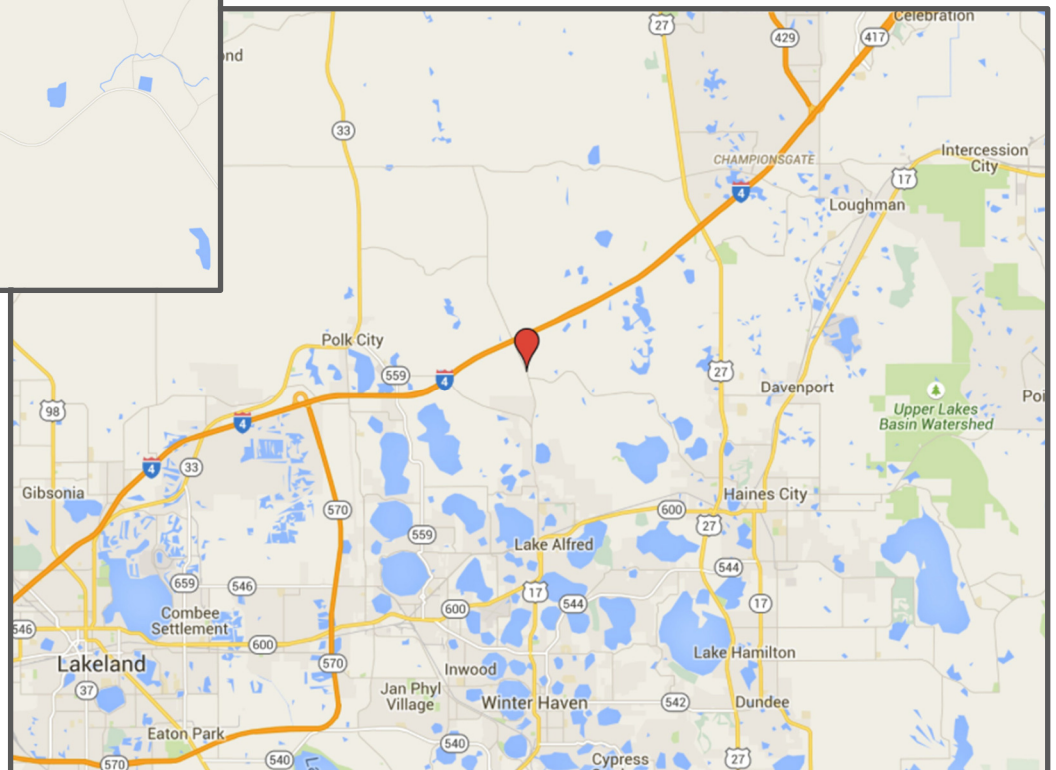 Celebration
27
429
417
ond
33
CHAMPIONSGATE
Intercession
City
17
4
Loughman
Polk City
559
4
27
Davenport
98
Upper Lakes
Basin Watershed
Poi
4
4
33
Gibsonia
Haines City
570
600
27
559
Lake Alfred
659
546
544
17
544
17
600
Combee
Settlement
546
600
Lakeland
570
Inwood
Lake Hamilton
37
Jan Phyl
Village
Winter Haven
542
Dundee
Eaton Park
540
570
540
27
Cypress